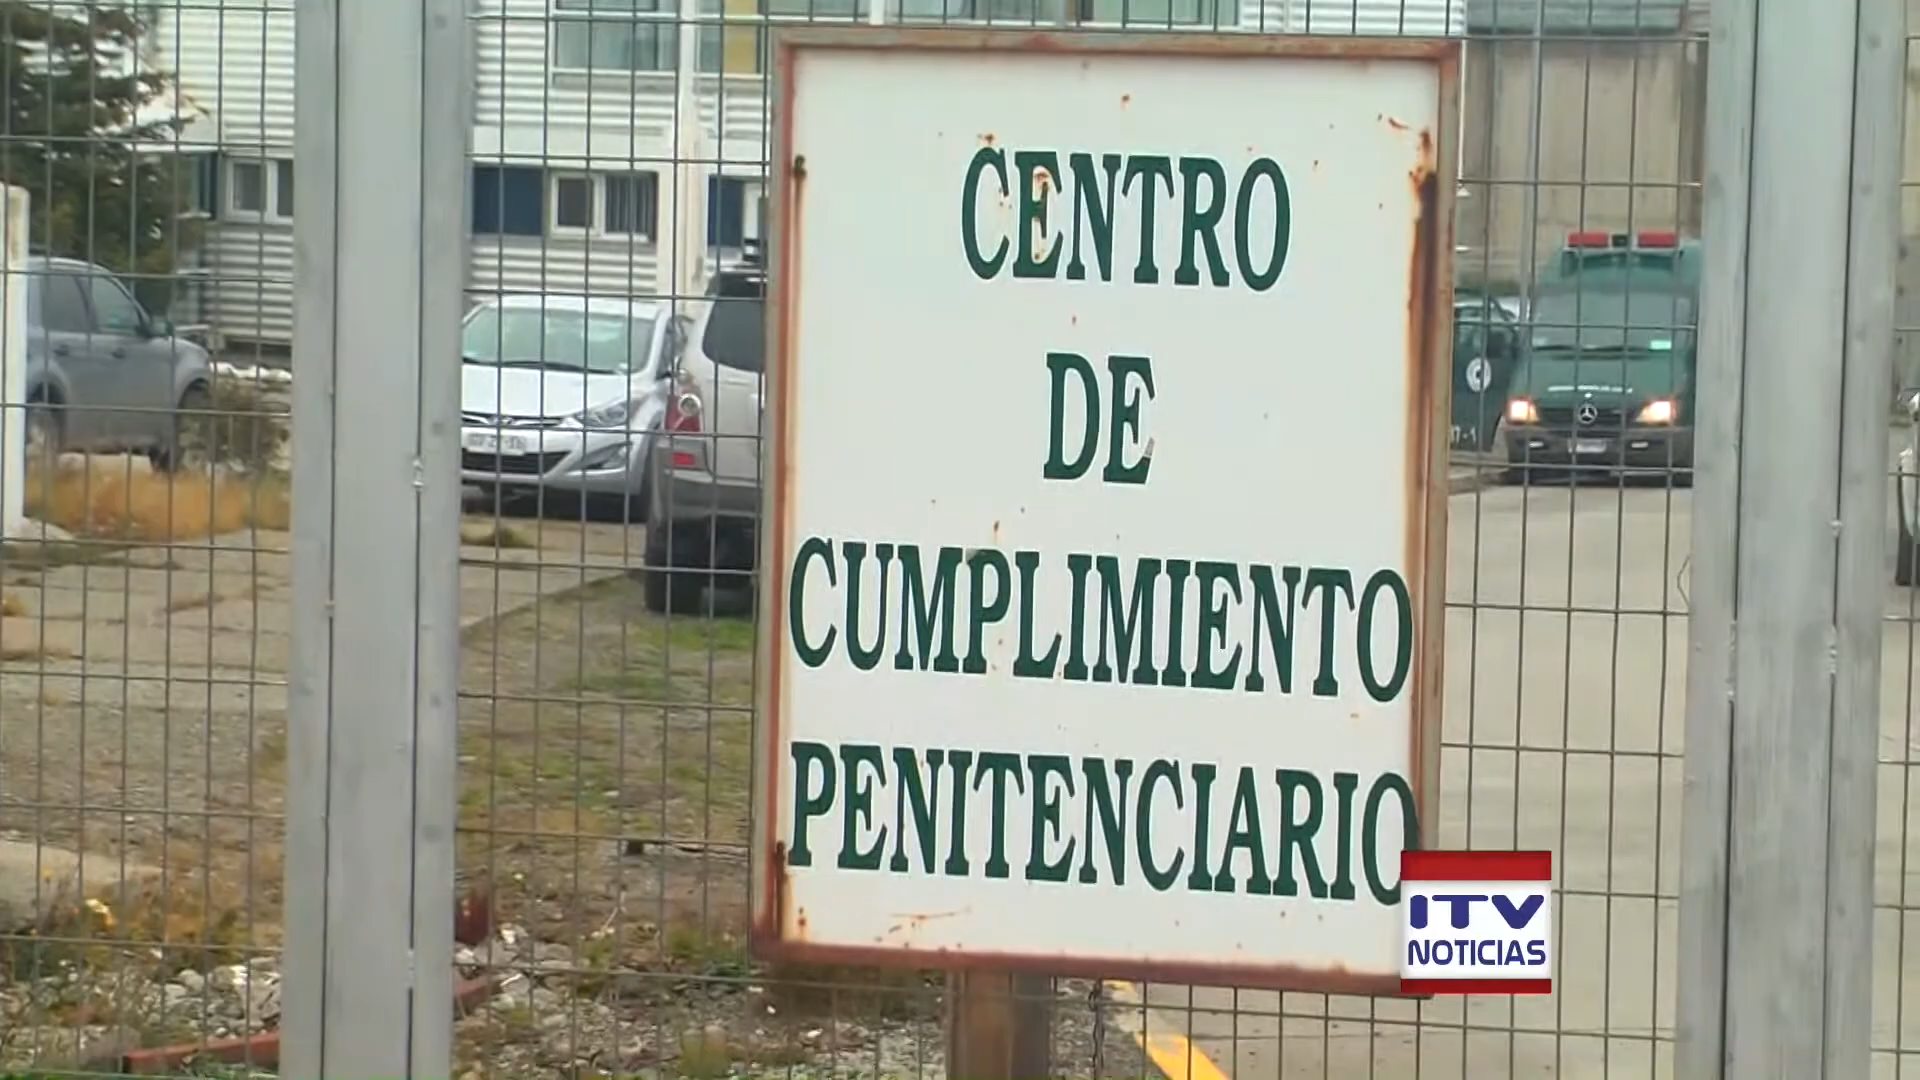 CENTRO
DE
CUMPLIMIENTO
PENITENCIARIO
ITV
NOTICIAS